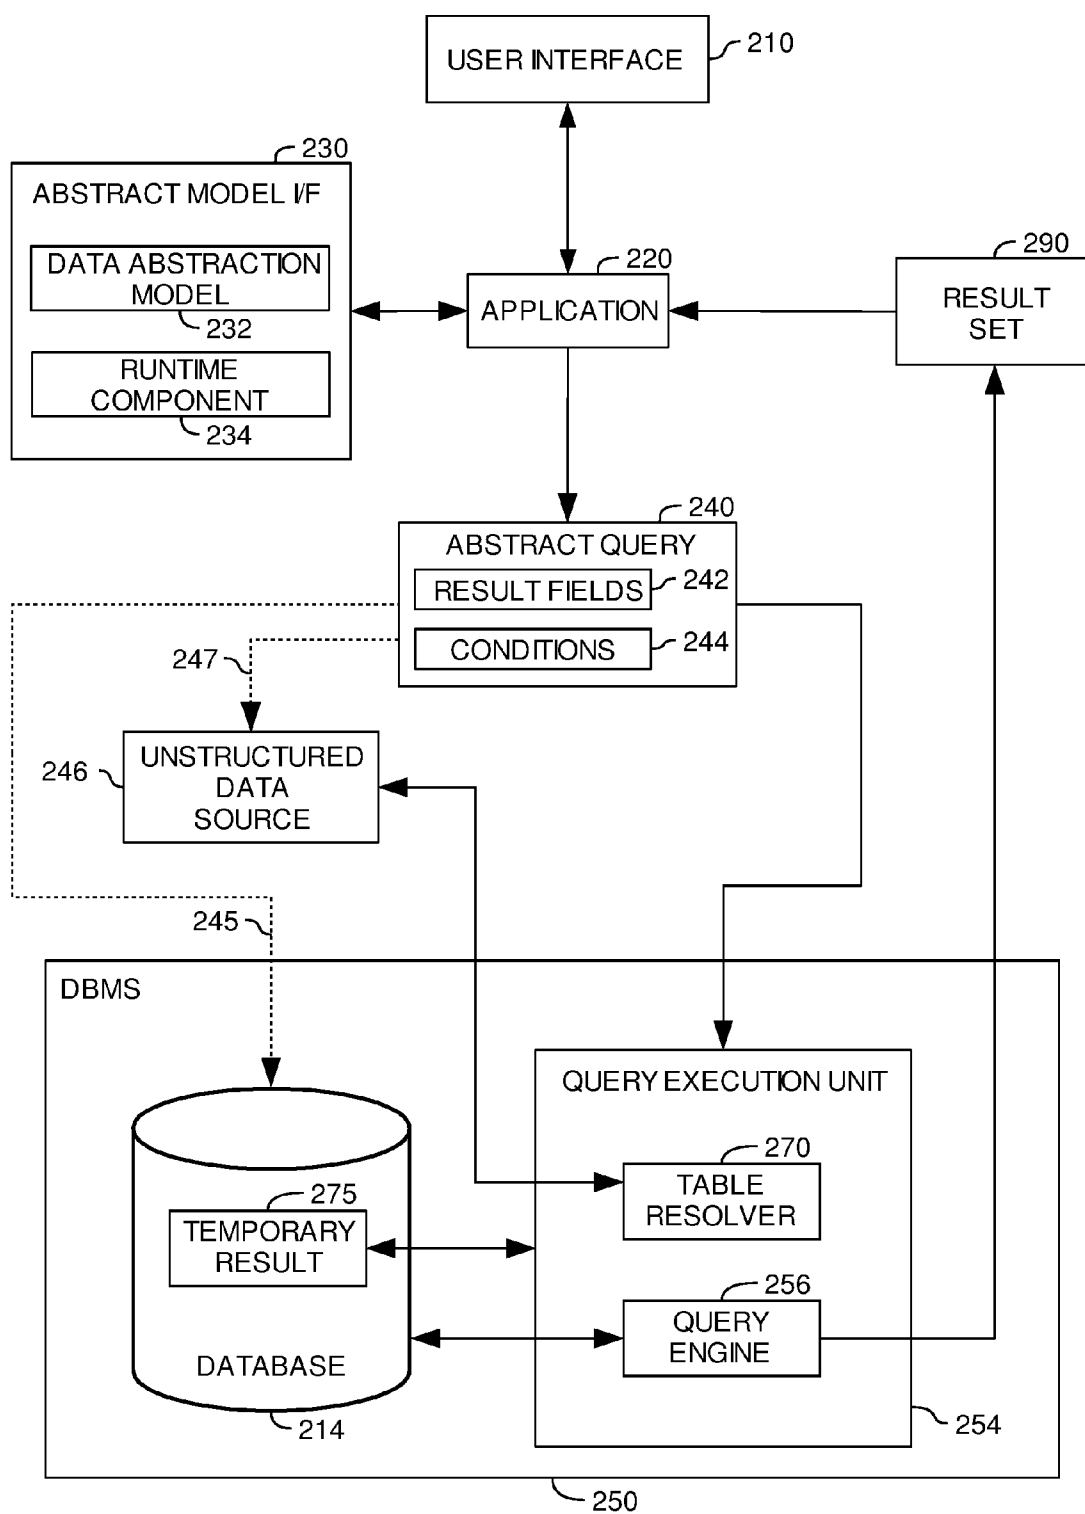 USER INTERFACE
210
230
ABSTRACT MODEL I/F
DATA ABSTRACTION
MODEL
232
RUNTIME
COMPONENT
234
220
APPLICATION
290
RESULT
SET
240
ABSTRACT QUERY
RESULT FIELDS
242
CONDITIONS
244
247
246
UNSTRUCTURED
DATA
SOURCE
245
DBMS
QUERY EXECUTION UNIT
270
TABLE
RESOLVER
275
TEMPORARY
RESULT
256
QUERY
ENGINE
DATABASE
214
254
250